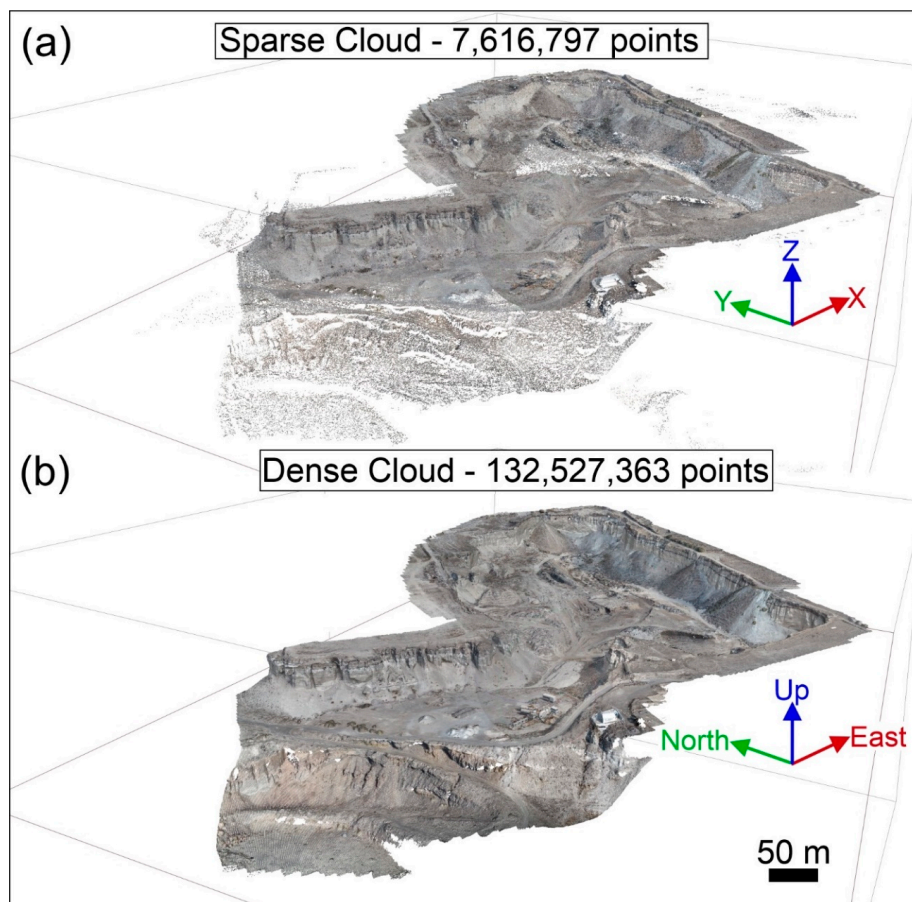 (a)
Sparse Cloud - 7,616,797 points
Z
Y
X
(b)
Dense Cloud - 132,527,363 points
Up
North
East
50 m